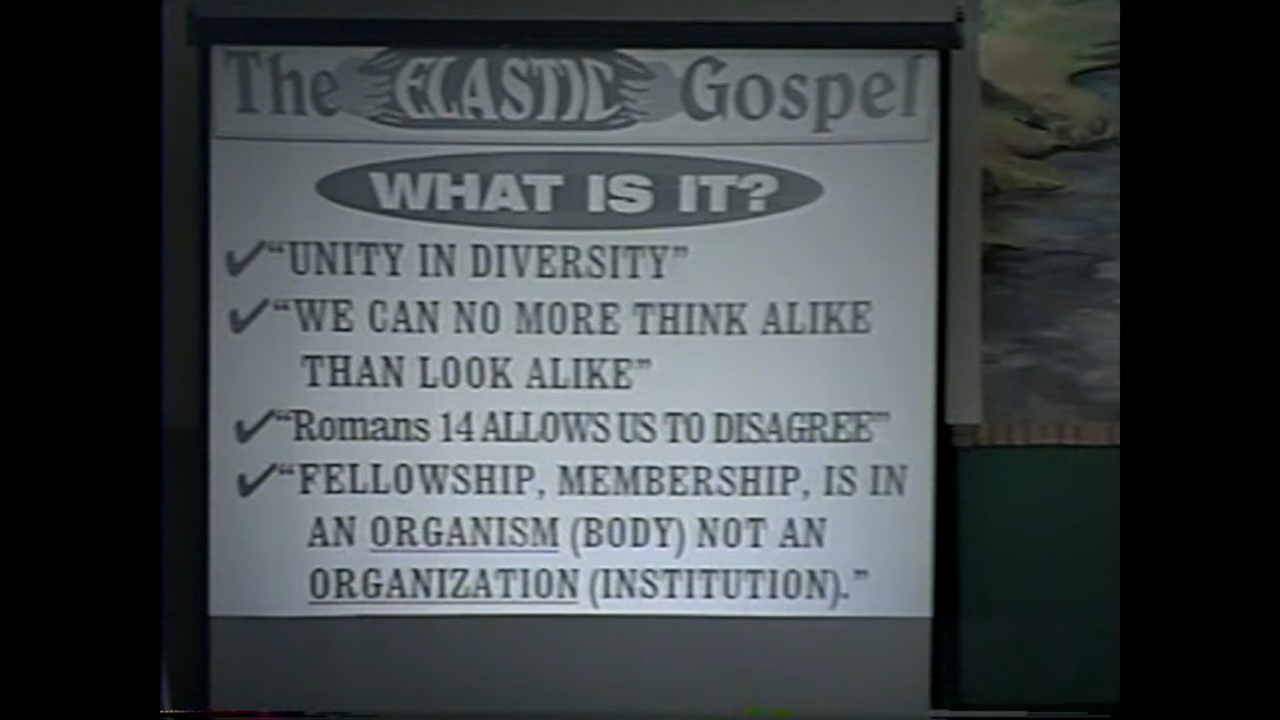 The ELASTIC Gospel
WHAT IS IT?
✔“UNITY IN DIVERSITY”
✔“WE CAN NO MORE THINK ALIKE
THAN LOOK ALIKE”
✔“Romans 14 ALLOWS US TO DISAGREE”
✔“FELLOWSHIP, MEMBERSHIP, IS IN
AN ORGANISM (BODY) NOT AN
ORGANIZATION (INSTITUTION).”